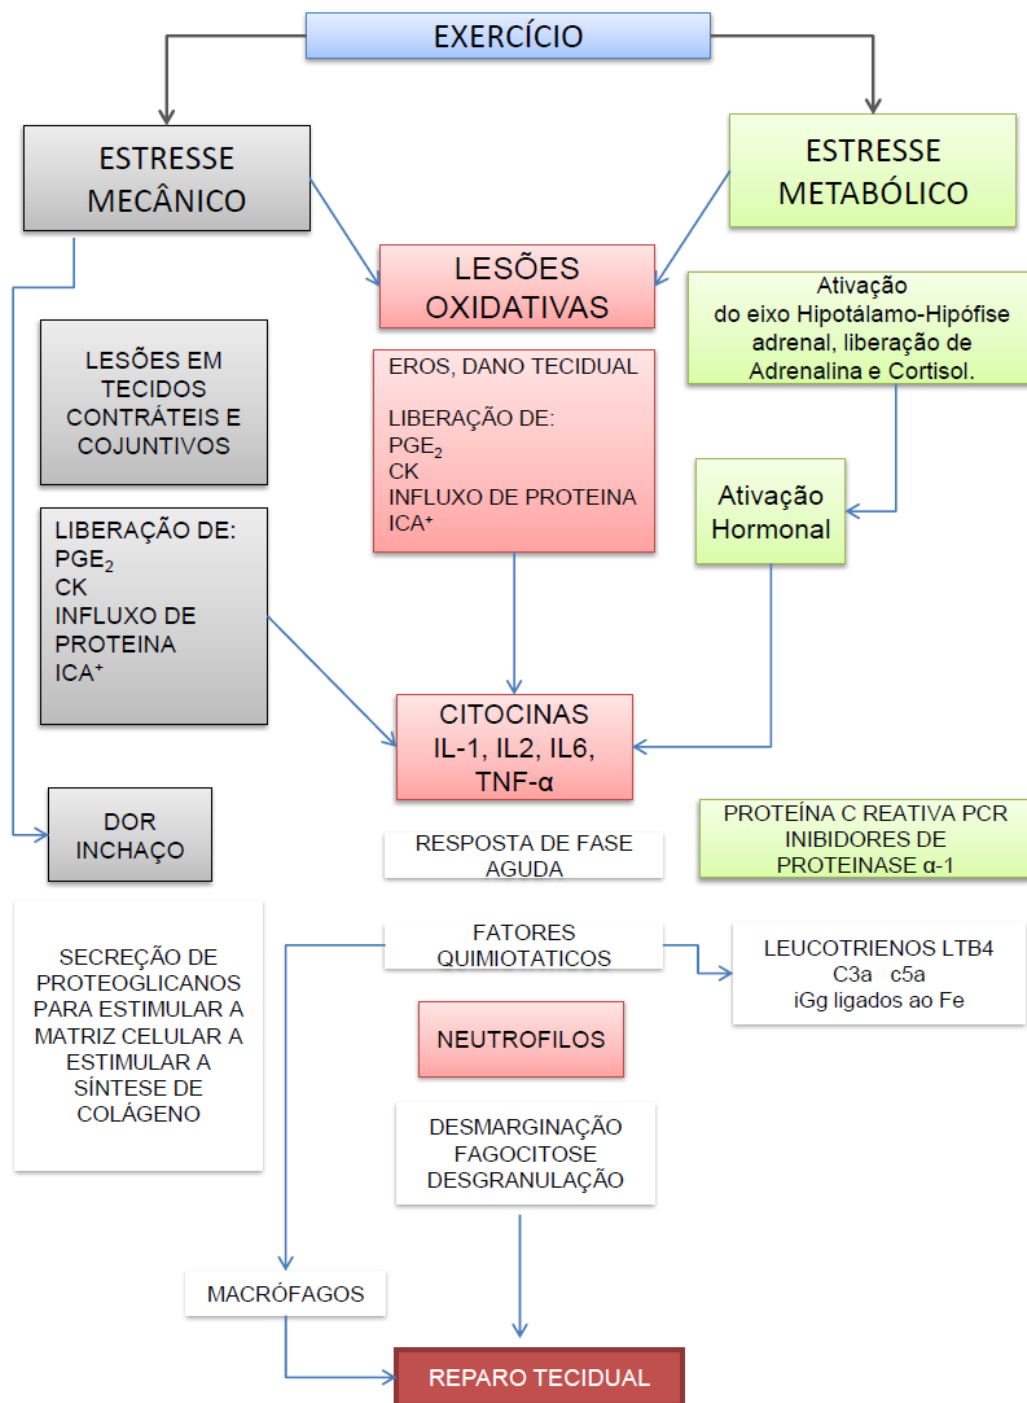 EXERCÍCIO
ESTRESSE
MECÂNICO
ESTRESSE
METABÓLICO
LESÕES
OXIDATIVAS
Ativação
do eixo Hipotálamo-Hipófise
adrenal, liberação de
Adrenalina e Cortisol.
LESÕES EM
TECIDOS
CONTRÁTEIS E
COJUNTIVOS
EROS, DANO TECIDUAL
LIBERAÇÃO DE:
PGE₂
CK
INFLUXO DE PROTEINA
ICA⁺
Ativação
Hormonal
LIBERAÇÃO DE:
PGE₂
CK
INFLUXO DE
PROTEINA
ICA⁺
CITOCINAS
IL-1, IL2, IL6,
TNF-α
DOR
INCHAÇO
RESPOSTA DE FASE
AGUDA
PROTEÍNA C REATIVA PCR
INIBIDORES DE
PROTEINASE α-1
SECREÇÃO DE
PROTEOGLICANOS
PARA ESTIMULAR A
MATRIZ CELULAR A
ESTIMULAR A
SÍNTESE DE
COLÁGENO
FATORES
QUIMIOTATICOS
LEUCOTRIENOS LTB4
C3a c5a
iGg ligados ao Fe
NEUTROFILOS
DESMARGINAÇÃO
FAGOCITOSE
DESGRANULAÇÃO
MACRÓFAGOS
REPARO TECIDUAL